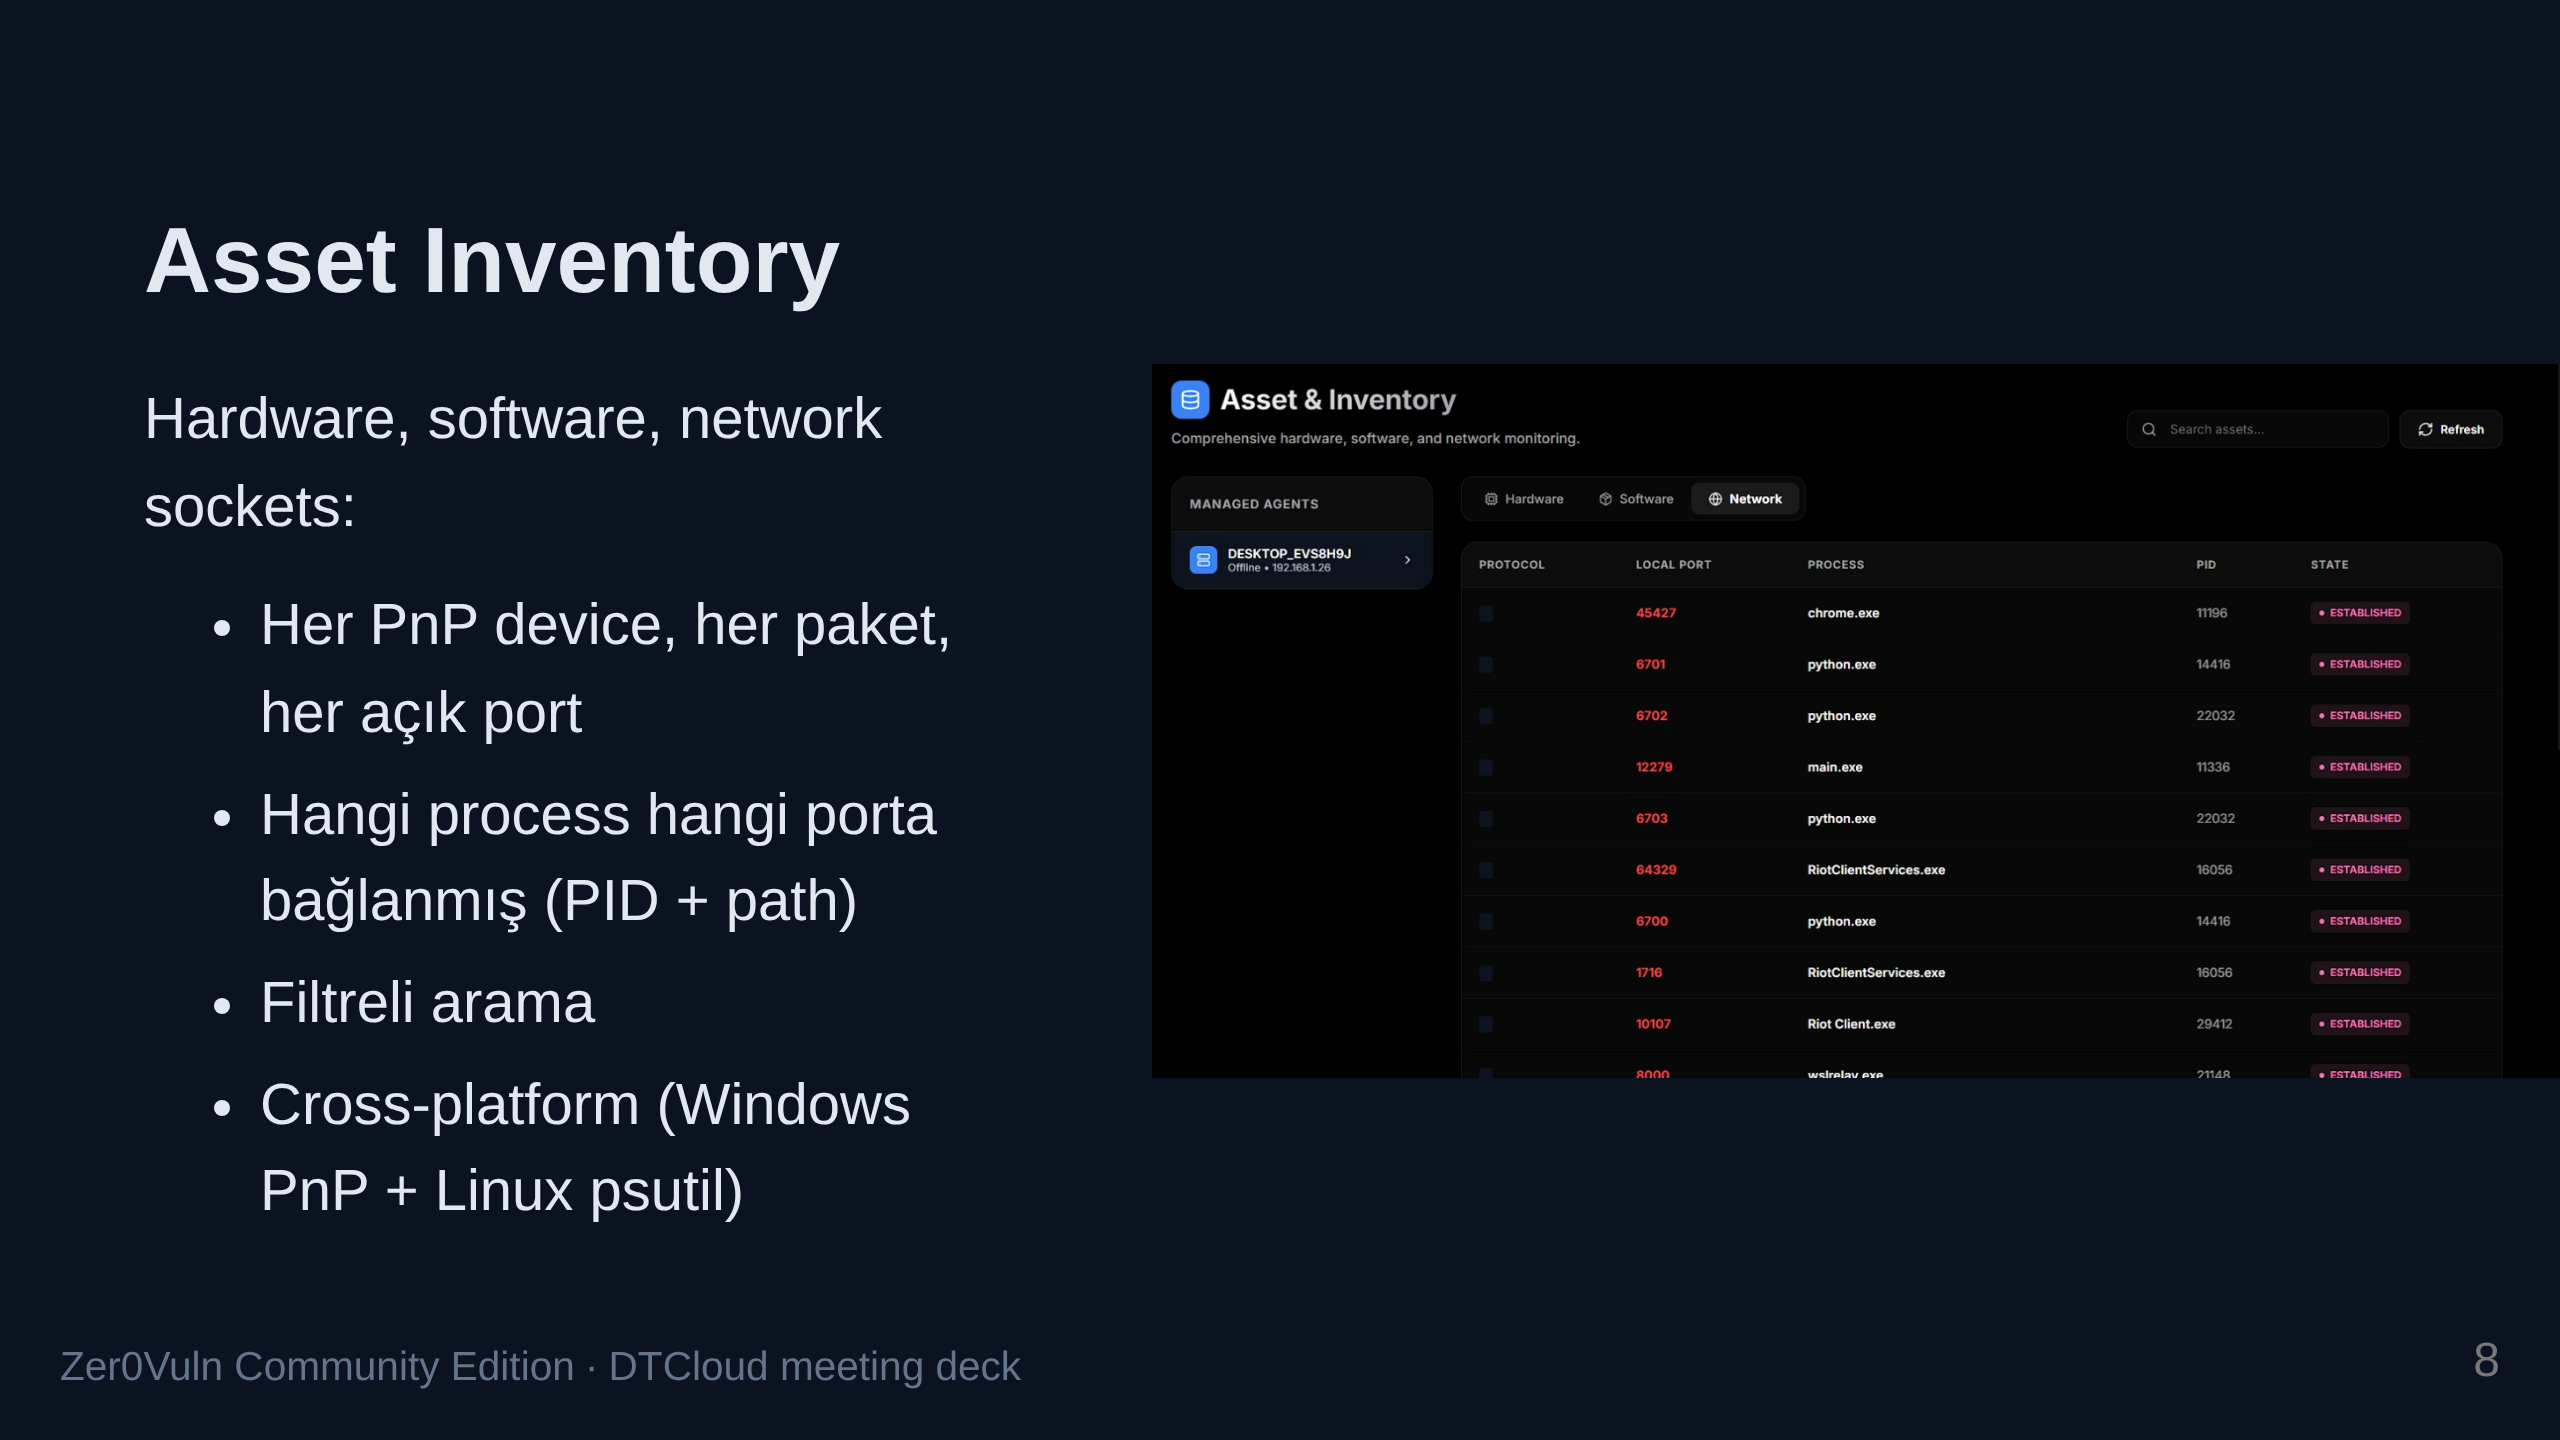 Asset Inventory
Hardware, software, network
sockets:
• Her PnP device, her paket,
her açık port
• Hangi process hangi porta
bağlanmış (PID + path)
• Filtreli arama
• Cross-platform (Windows
PnP + Linux psutil)
Asset & Inventory
Comprehensive hardware, software, and network monitoring.
Search assets...
Refresh
MANAGED AGENTS
DESKTOP_EVS8H9J
Offline • 192.168.1.26
Hardware Software Network
PROTOCOL LOCAL PORT PROCESS PID STATE
45427 chrome.exe 11196 • ESTABLISHED
6701 python.exe 14416 • ESTABLISHED
6702 python.exe 22032 • ESTABLISHED
12279 main.exe 11336 • ESTABLISHED
6703 python.exe 22032 • ESTABLISHED
64329 RiotClientServices.exe 16056 • ESTABLISHED
6700 python.exe 14416 • ESTABLISHED
1716 RiotClientServices.exe 16056 • ESTABLISHED
10107 Riot Client.exe 29412 • ESTABLISHED
8000 wslrelay.exe 21148 • ESTABLISHED
Zer0Vuln Community Edition · DTCloud meeting deck
8